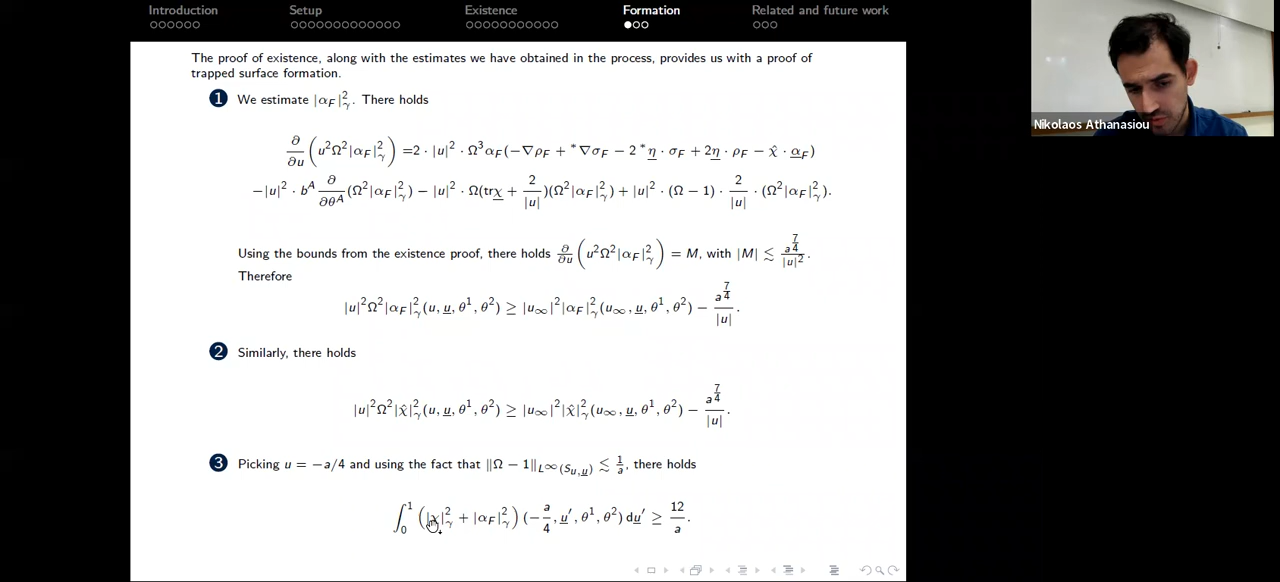 Introduction Setup Existence Formation Related and future work
The proof of existence, along with the estimates we have obtained in the process, provides us with a proof of
trapped surface formation.
1 We estimate |α_F|²_γ. There holds
∂/∂u (u²Ω²|α_F|²_γ) =2 · |u|² · Ω³α_F(−∇ρ_F + *∇σ_F − 2 *η̲ · σ_F + 2η̲ · ρ_F − χ̂ · α̲_F)
−|u|² · b^A ∂/∂θ^A (Ω²|α_F|²_γ) − |u|² · Ω(trχ̲ + 2/|u|)(Ω²|α_F|²_γ) + |u|² · (Ω − 1) · 2/|u| · (Ω²|α_F|²_γ).
Using the bounds from the existence proof, there holds ∂/∂u (u²Ω²|α_F|²_γ) = M, with |M| ≲ a^(7/4)/|u|².
Therefore
|u|²Ω²|α_F|²_γ(u, u̲, θ¹, θ²) ≥ |u_∞|²|α_F|²_γ(u_∞, u̲, θ¹, θ²) − a^(7/4)/|u|.
2 Similarly, there holds
|u|²Ω²|χ̂|²_γ(u, u̲, θ¹, θ²) ≥ |u_∞|²|χ̂|²_γ(u_∞, u̲, θ¹, θ²) − a^(7/4)/|u|.
3 Picking u = −a/4 and using the fact that ‖Ω − 1‖_L∞(S_u,u̲) ≲ 1/a, there holds
∫₀¹ (|χ̂|²_γ + |α_F|²_γ) (−a/4, u̲′, θ¹, θ²) du̲′ ≥ 12/a.
Nikolaos Athanasiou